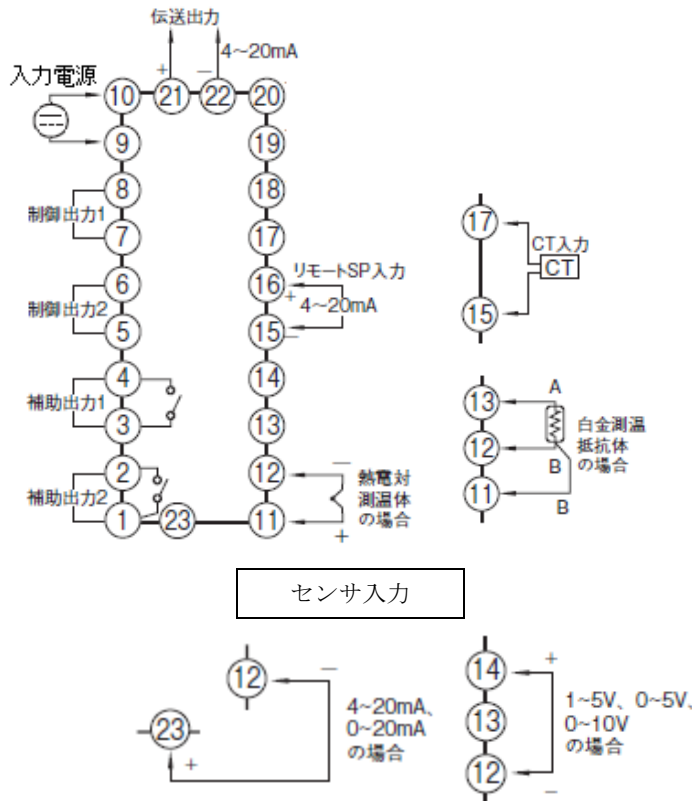 伝送出力
+
−
4~20mA
入力電源
10
21
22
20
9
19
8
18
制御出力1
7
17
6
16
リモートSP入力
+
4~20mA
制御出力2
5
15
−
4
14
補助出力1
3
13
2
12
−
熱電対
測温体
の場合
補助出力2
1
23
11
+
17
CT入力
CT
15
13
A
12
B
白金測温
抵抗体
の場合
11
B
センサ入力
12
−
4~20mA、
0~20mA
の場合
23
+
14
+
1~5V、0~5V、
0~10V
の場合
13
12
−